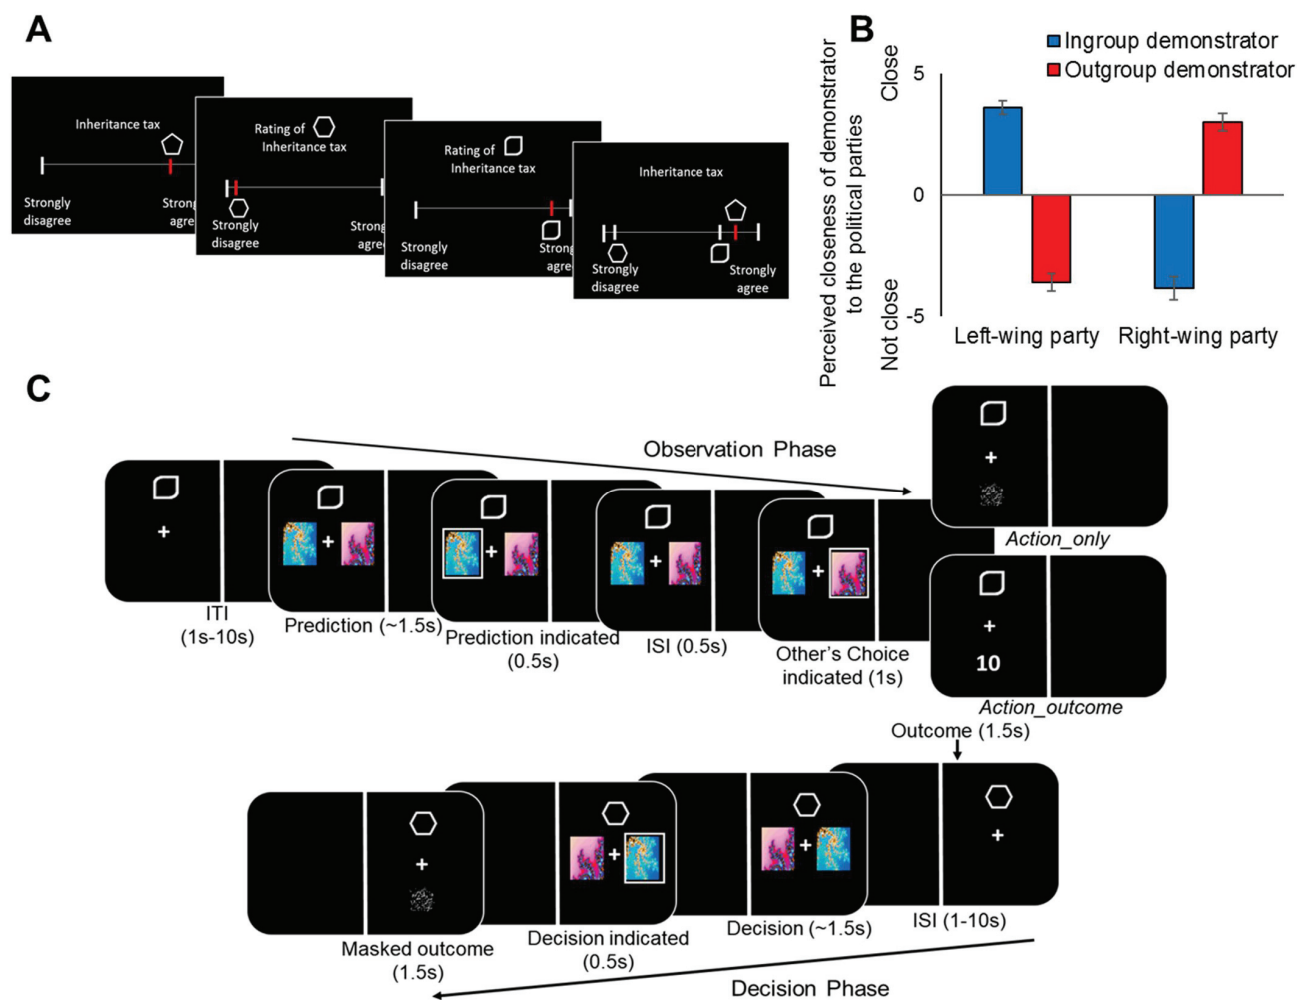 A
Inheritance tax
Strongly
disagree
Strong
agre
Rating of
Inheritance tax
Strongly
disagree
Strong
agre
Rating of
Inheritance tax
Strongly
disagree
Strong
agre
Inheritance tax
Strongly
disagree
Strongly
agree
B
Ingroup demonstrator
Outgroup demonstrator
Perceived closeness of demonstrator
to the political parties
Close
Not close
5
0
-5
Left-wing party
Right-wing party
C
Observation Phase
ITI
(1s-10s)
Prediction (~1.5s)
Prediction indicated
(0.5s)
ISI (0.5s)
Other's Choice
indicated (1s)
Action_only
10
Action_outcome
Outcome (1.5s)
ISI (1-10s)
Decision (~1.5s)
Decision indicated
(0.5s)
Masked outcome
(1.5s)
Decision Phase